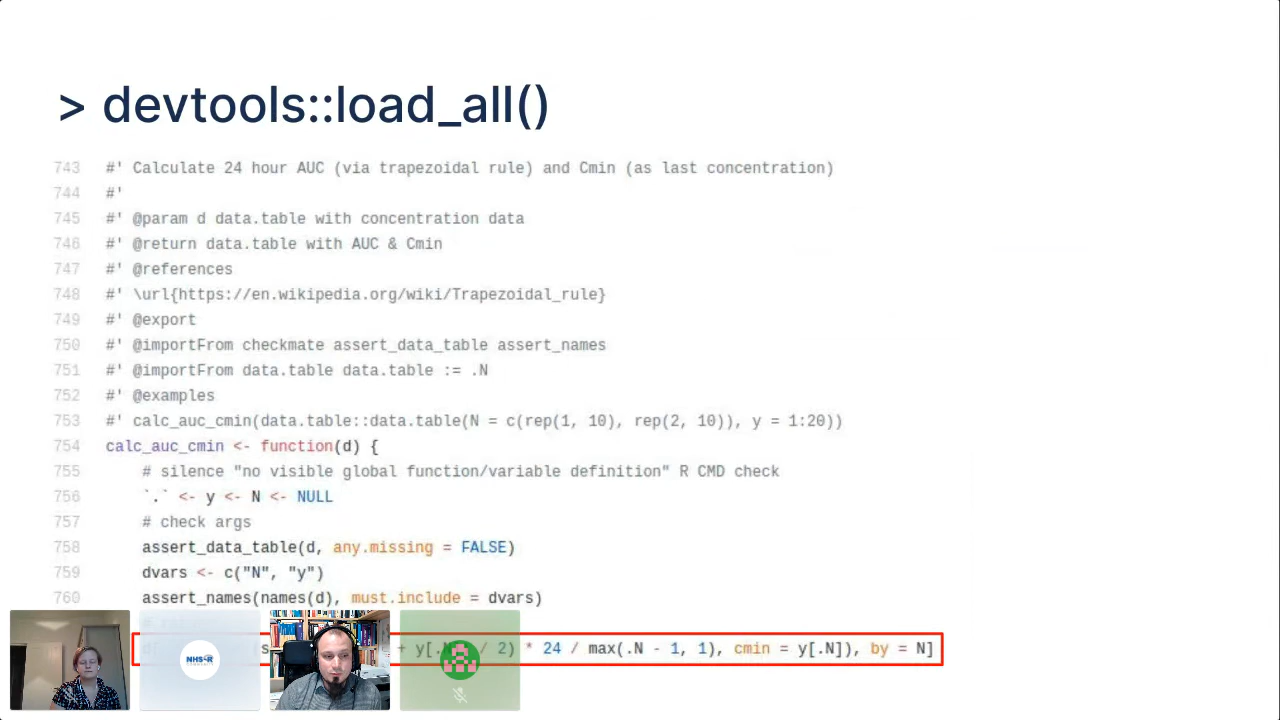 > devtools::load_all()
743 #' Calculate 24 hour AUC (via trapezoidal rule) and Cmin (as last concentration)
744 #'
745 #' @param d data.table with concentration data
746 #' @return data.table with AUC & Cmin
747 #' @references
748 #' \url{https://en.wikipedia.org/wiki/Trapezoidal_rule}
749 #' @export
750 #' @importFrom checkmate assert_data_table assert_names
751 #' @importFrom data.table data.table := .N
752 #' @examples
753 #' calc_auc_cmin(data.table::data.table(N = c(rep(1, 10), rep(2, 10)), y = 1:20))
754 calc_auc_cmin <- function(d) {
755 # silence "no visible global function/variable definition" R CMD check
756 `.` <- y <- N <- NULL
757 # check args
758 assert_data_table(d, any.missing = FALSE)
759 dvars <- c("N", "y")
760 assert_names(names(d), must.include = dvars)
+ y[. / 2) * 24 / max(.N - 1, 1), cmin = y[.N]), by = N]
NHS-R